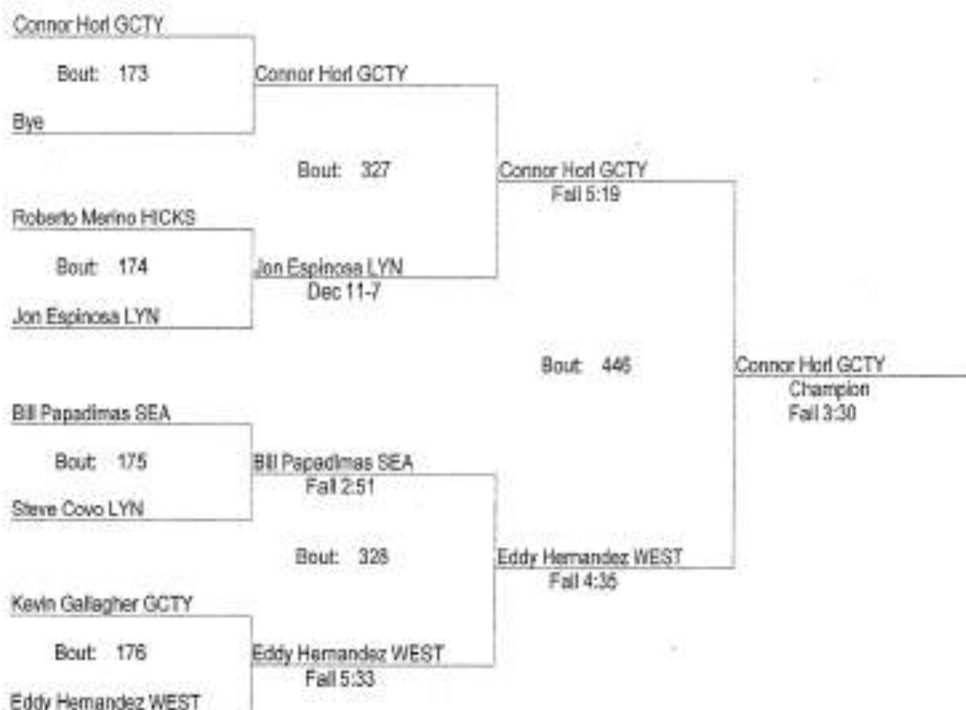 Connor Horl GCTY
Bout: 173
Connor Horl GCTY
Bye
Bout: 327
Connor Horl GCTY
Fall 5:19
Roberto Merino HICKS
Bout: 174
Jon Espinosa LYN
Dec 11-7
Jon Espinosa LYN
Bout: 446
Connor Horl GCTY
Champion
Fall 3:30
Bill Papadimas SEA
Bout: 175
Bill Papadimas SEA
Fall 2:51
Steve Covo LYN
Bout: 328
Eddy Hernandez WEST
Fall 4:35
Kevin Gallagher GCTY
Bout: 176
Eddy Hernandez WEST
Fall 5:33
Eddy Hernandez WEST